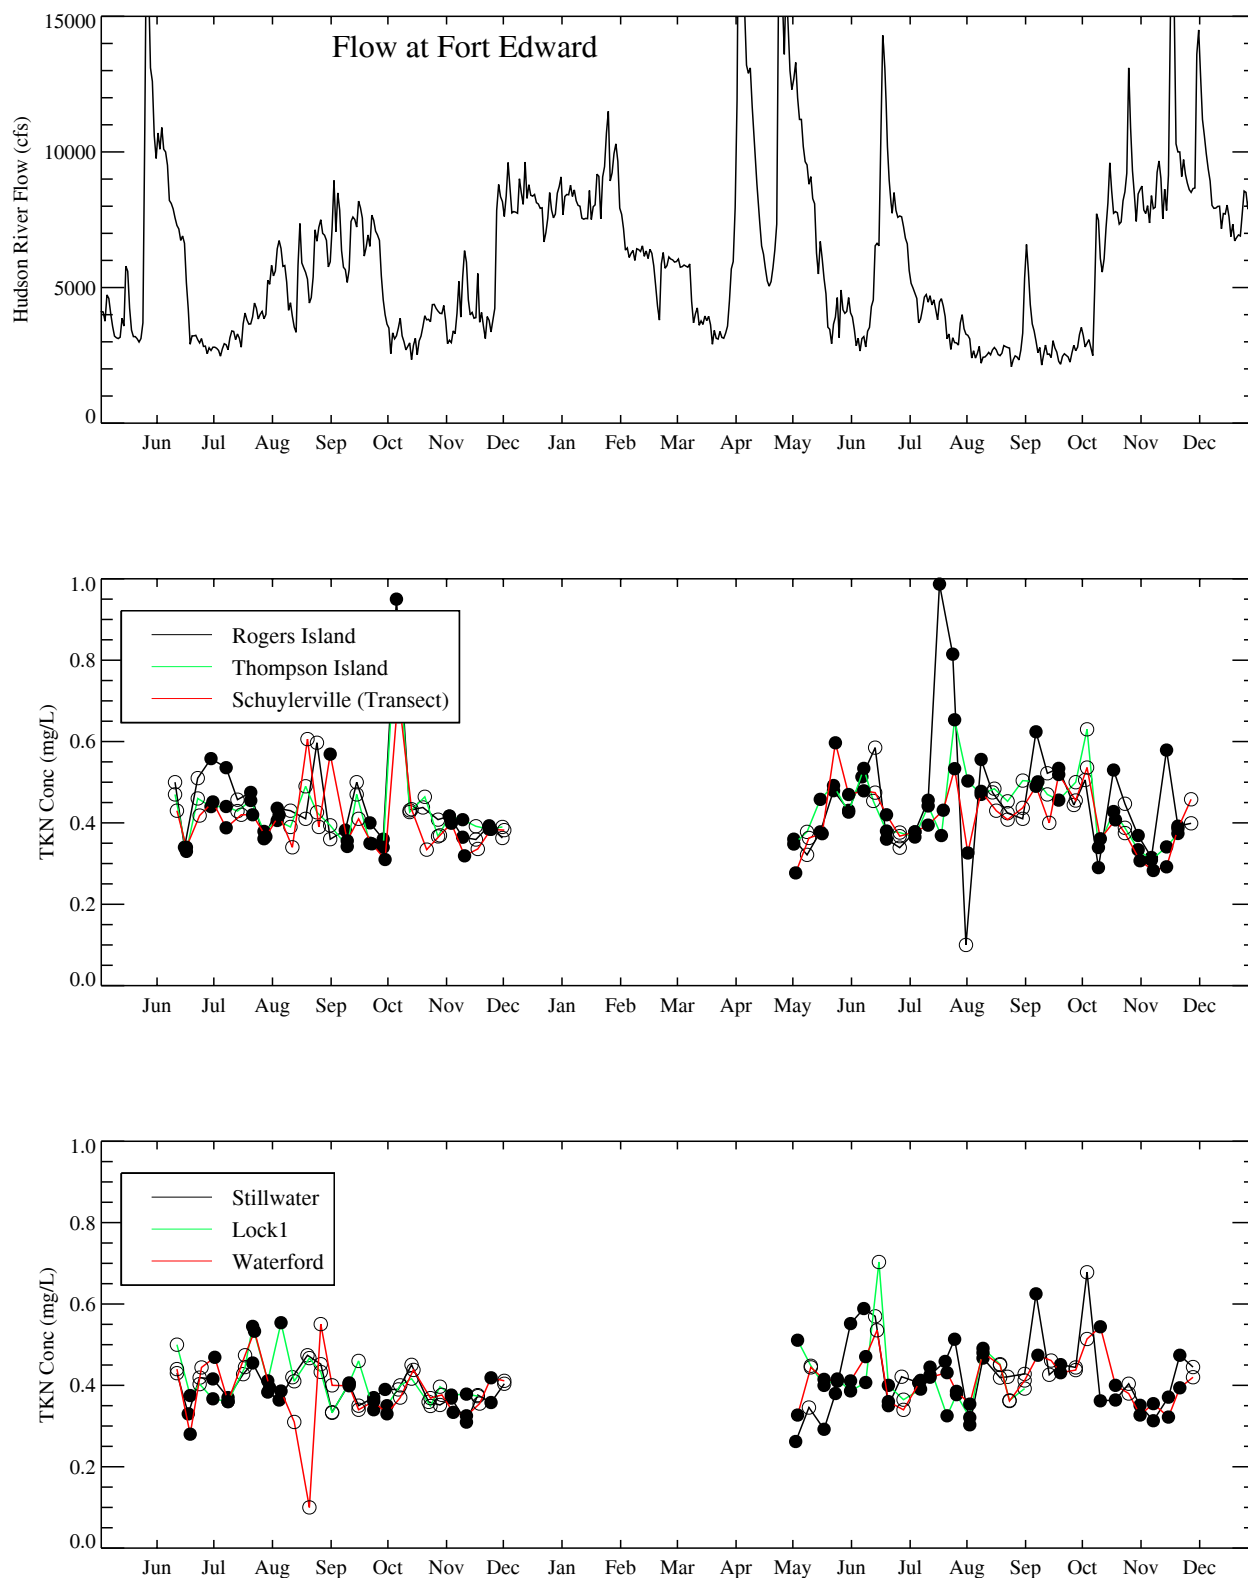 15000
Flow at Fort Edward
10000
5000
0
Hudson River Flow (cfs)
Jun Jul Aug Sep Oct Nov Dec Jan Feb Mar Apr May Jun Jul Aug Sep Oct Nov Dec
1.0
0.8
0.6
0.4
0.2
0.0
TKN Conc (mg/L)
Rogers Island
Thompson Island
Schuylerville (Transect)
Jun Jul Aug Sep Oct Nov Dec Jan Feb Mar Apr May Jun Jul Aug Sep Oct Nov Dec
1.0
0.8
0.6
0.4
0.2
0.0
TKN Conc (mg/L)
Stillwater
Lock1
Waterford
Jun Jul Aug Sep Oct Nov Dec Jan Feb Mar Apr May Jun Jul Aug Sep Oct Nov Dec